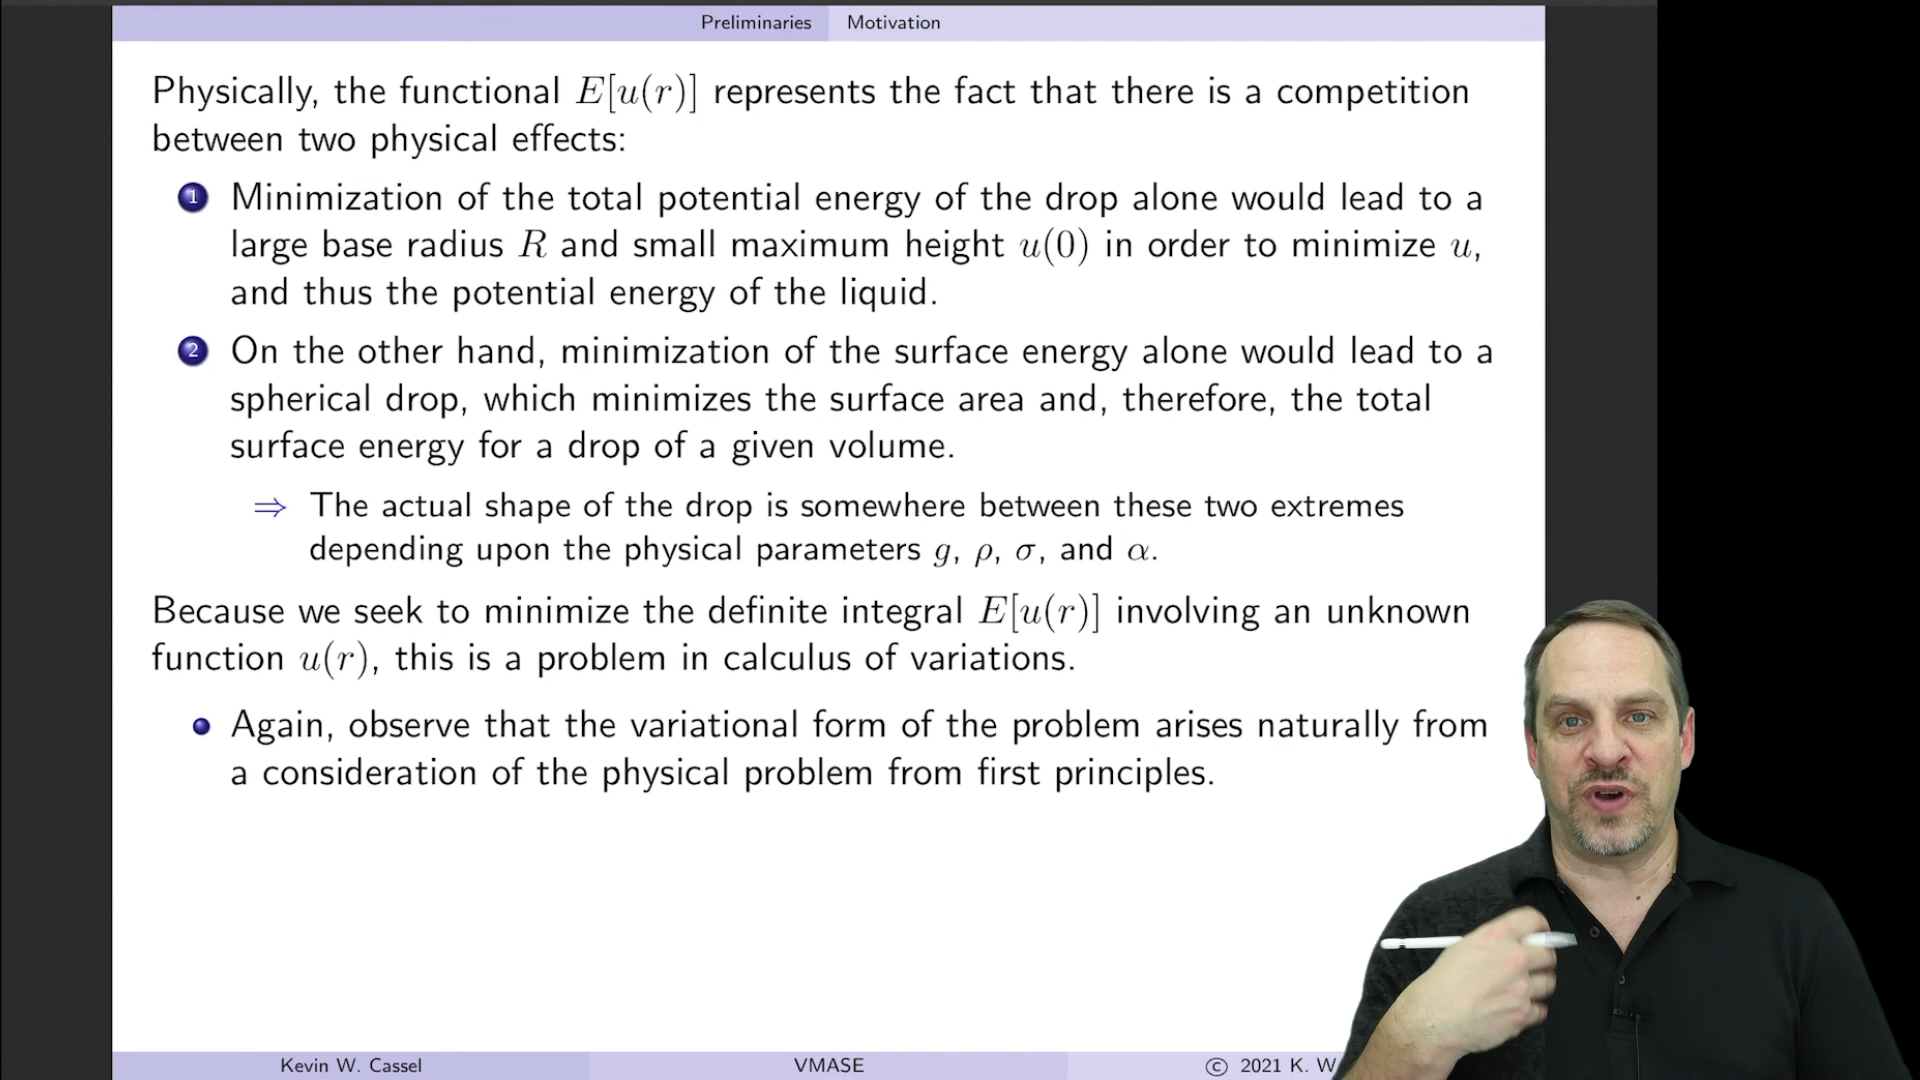 Preliminaries Motivation
Physically, the functional E[u(r)] represents the fact that there is a competition
between two physical effects:
1 Minimization of the total potential energy of the drop alone would lead to a
large base radius R and small maximum height u(0) in order to minimize u,
and thus the potential energy of the liquid.
2 On the other hand, minimization of the surface energy alone would lead to a
spherical drop, which minimizes the surface area and, therefore, the total
surface energy for a drop of a given volume.
⇒ The actual shape of the drop is somewhere between these two extremes
depending upon the physical parameters g, ρ, σ, and α.
Because we seek to minimize the definite integral E[u(r)] involving an unknown
function u(r), this is a problem in calculus of variations.
• Again, observe that the variational form of the problem arises naturally from
a consideration of the physical problem from first principles.
Kevin W. Cassel VMASE © 2021 K. W